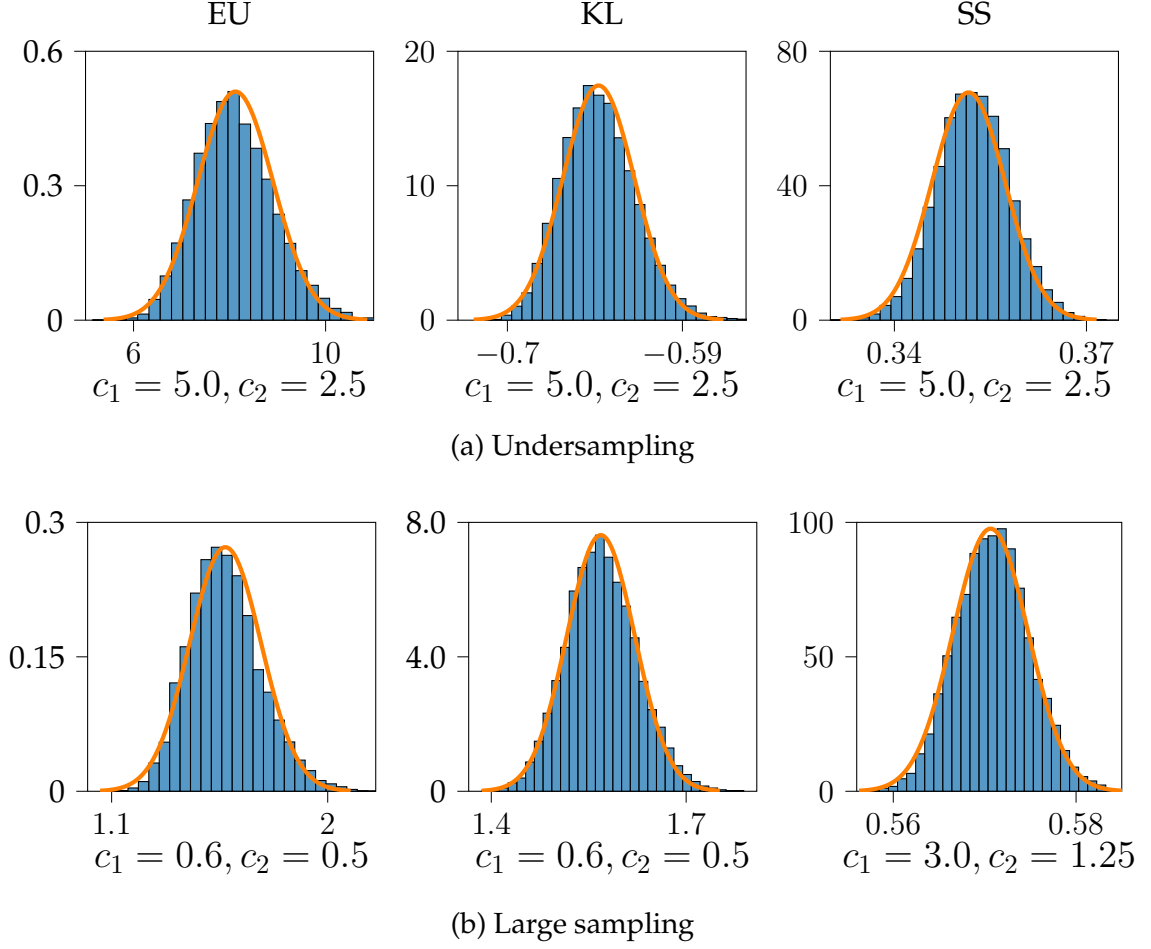 EU KL SS
0.6 20 80
0.3 10 40
0 0 0
6 10 −0.7 −0.59 0.34 0.37
c₁ = 5.0, c₂ = 2.5 c₁ = 5.0, c₂ = 2.5 c₁ = 5.0, c₂ = 2.5
(a) Undersampling
0.3 8.0 100
0.15 4.0 50
0 0 0
1.1 2 1.4 1.7 0.56 0.58
c₁ = 0.6, c₂ = 0.5 c₁ = 0.6, c₂ = 0.5 c₁ = 3.0, c₂ = 1.25
(b) Large sampling